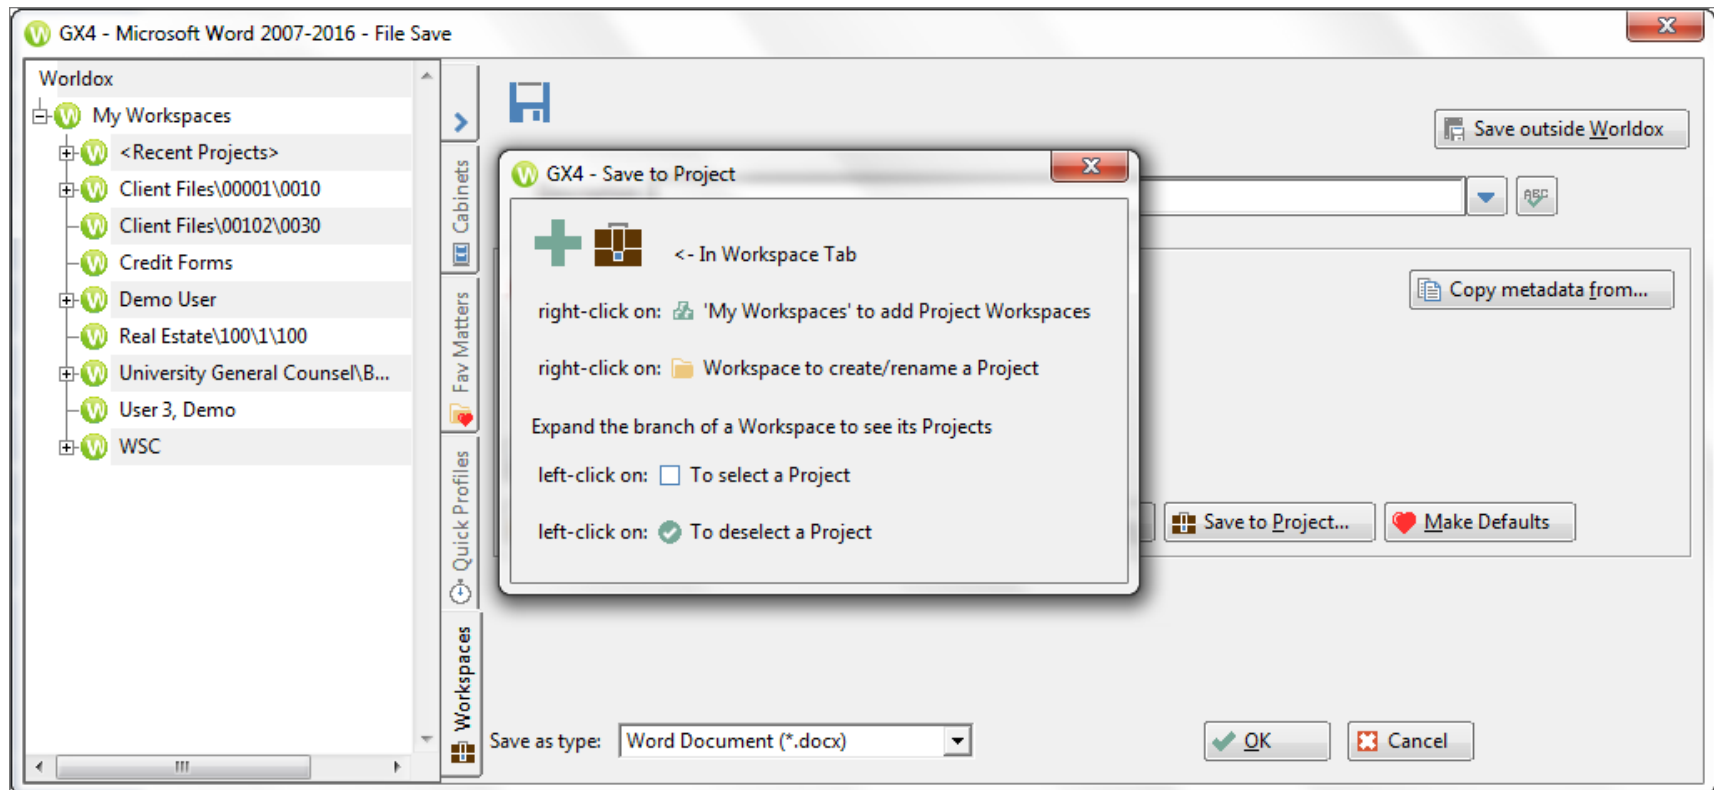 GX4 - Microsoft Word 2007-2016 - File Save
Worldox
My Workspaces
<Recent Projects>
Client Files\00001\0010
Client Files\00102\0030
Credit Forms
Demo User
Real Estate\100\1\100
University General Counsel\B...
User 3, Demo
WSC
Cabinets
Fav Matters
Quick Profiles
Workspaces
Save outside Worldox
ABC
GX4 - Save to Project
<- In Workspace Tab
right-click on: 'My Workspaces' to add Project Workspaces
right-click on: Workspace to create/rename a Project
Expand the branch of a Workspace to see its Projects
left-click on: To select a Project
left-click on: To deselect a Project
Copy metadata from...
Save to Project...
Make Defaults
Save as type: Word Document (*.docx)
OK
Cancel